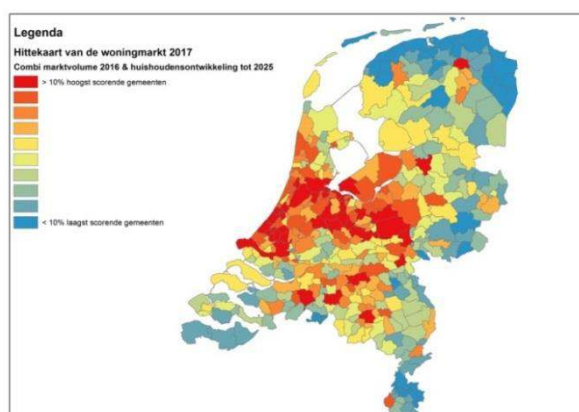 Legenda
Hittekaart van de woningmarkt 2017
Combi marktvolume 2016 & huishoudensontwikkeling tot 2025
> 10% hoogst scorende gemeenten
< 10% laagst scorende gemeenten